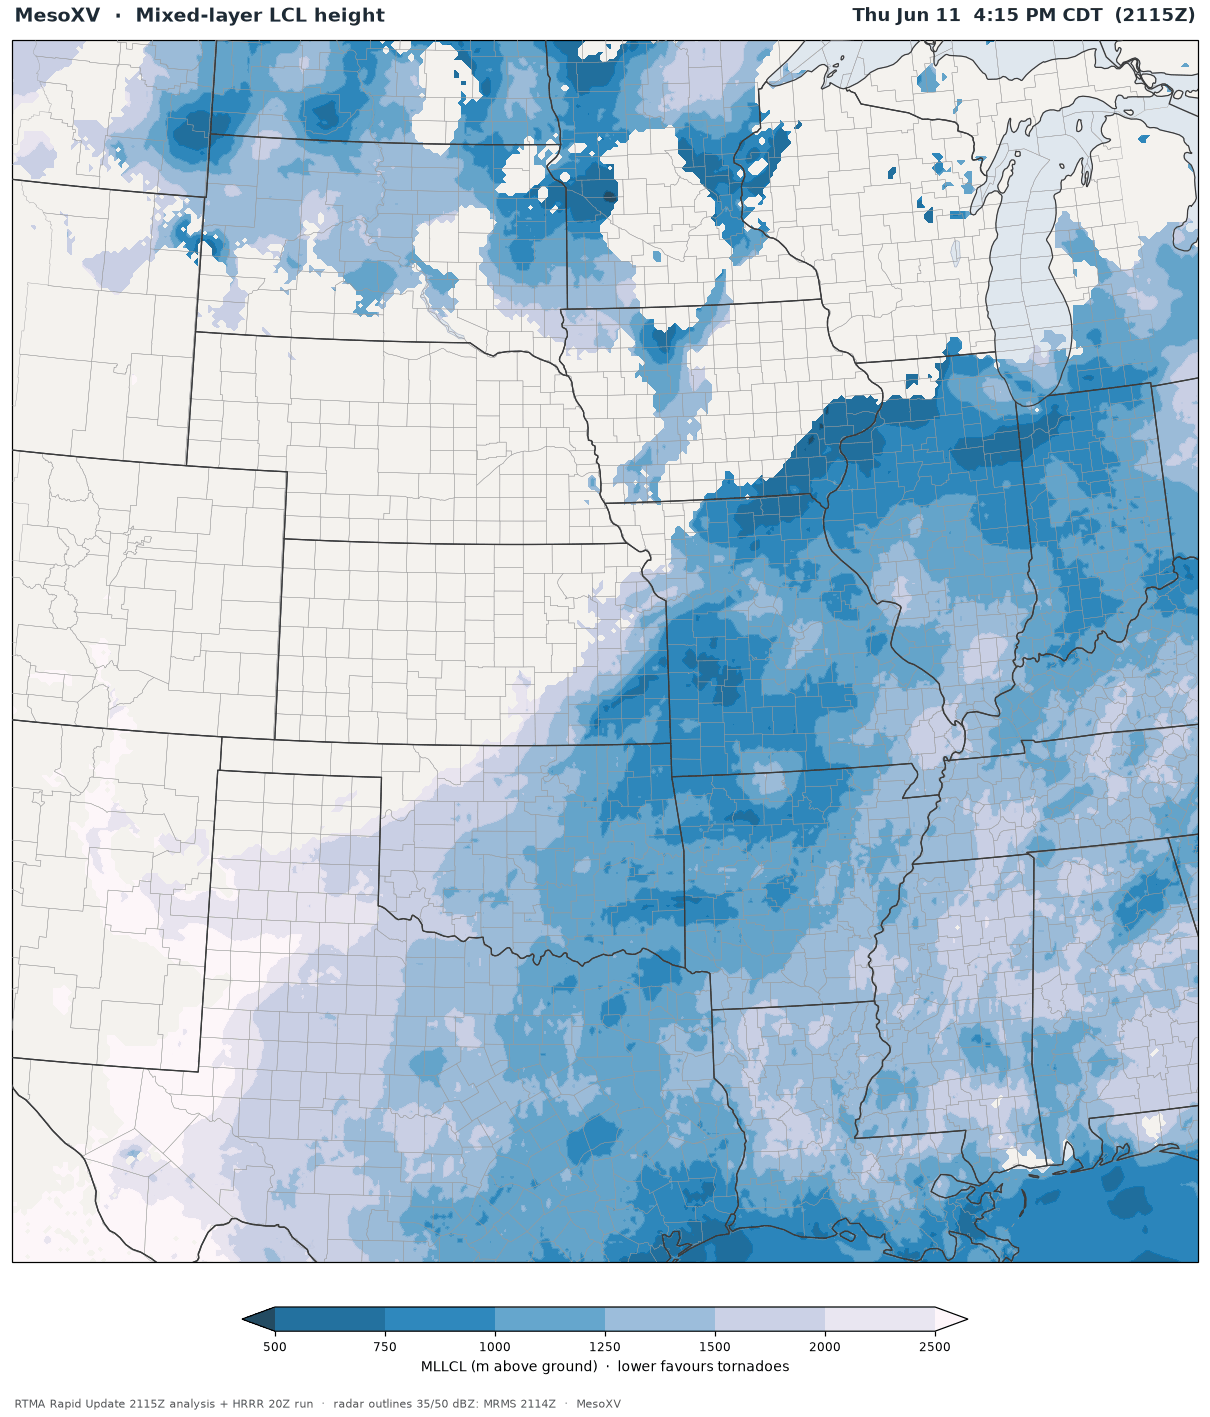 MesoXV · Mixed-layer LCL height
Thu Jun 11 4:15 PM CDT (2115Z)
500 750 1000 1250 1500 2000 2500
MLLCL (m above ground) · lower favours tornadoes
RTMA Rapid Update 2115Z analysis + HRRR 20Z run · radar outlines 35/50 dBZ: MRMS 2114Z · MesoXV